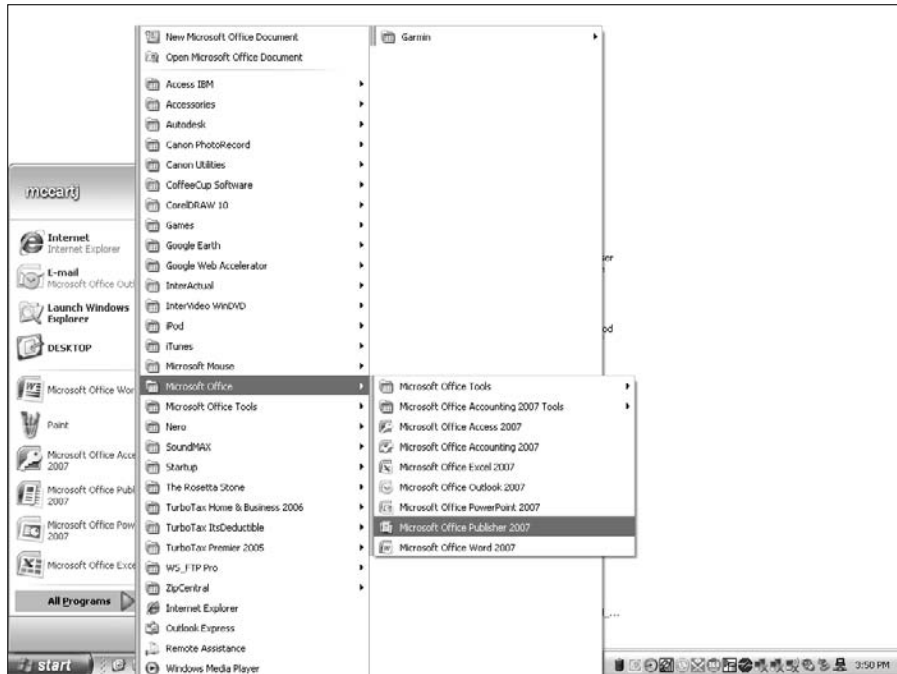 New Microsoft Office Document
Open Microsoft Office Document
Access IBM
Accessories
Autodesk
Canon PhotoRecord
Canon Utilities
CoffeeCup Software
CorelDRAW 10
Games
Google Earth
Google Web Accelerator
InterActual
InterVideo WinDVD
iPod
iTunes
Microsoft Mouse
Microsoft Office
Microsoft Office Tools
Nero
SoundMAX
Startup
The Rosetta Stone
TurboTax Home & Business 2006
TurboTax ItsDeductible
TurboTax Premier 2005
WS_FTP Pro
ZipCentral
Internet Explorer
Outlook Express
Remote Assistance
Windows Media Player
Garmin
Microsoft Office Tools
Microsoft Office Accounting 2007 Tools
Microsoft Office Access 2007
Microsoft Office Accounting 2007
Microsoft Office Excel 2007
Microsoft Office Outlook 2007
Microsoft Office PowerPoint 2007
Microsoft Office Publisher 2007
Microsoft Office Word 2007
mccartj
Internet
Internet Explorer
E-mail
Microsoft Office Outl
Launch Windows
Explorer
DESKTOP
Microsoft Office Wor
Paint
Microsoft Office Acce
2007
Microsoft Office Publ
2007
Microsoft Office Pow
2007
Microsoft Office Exce
All Programs
start
ser
od
l_...
3:50 PM